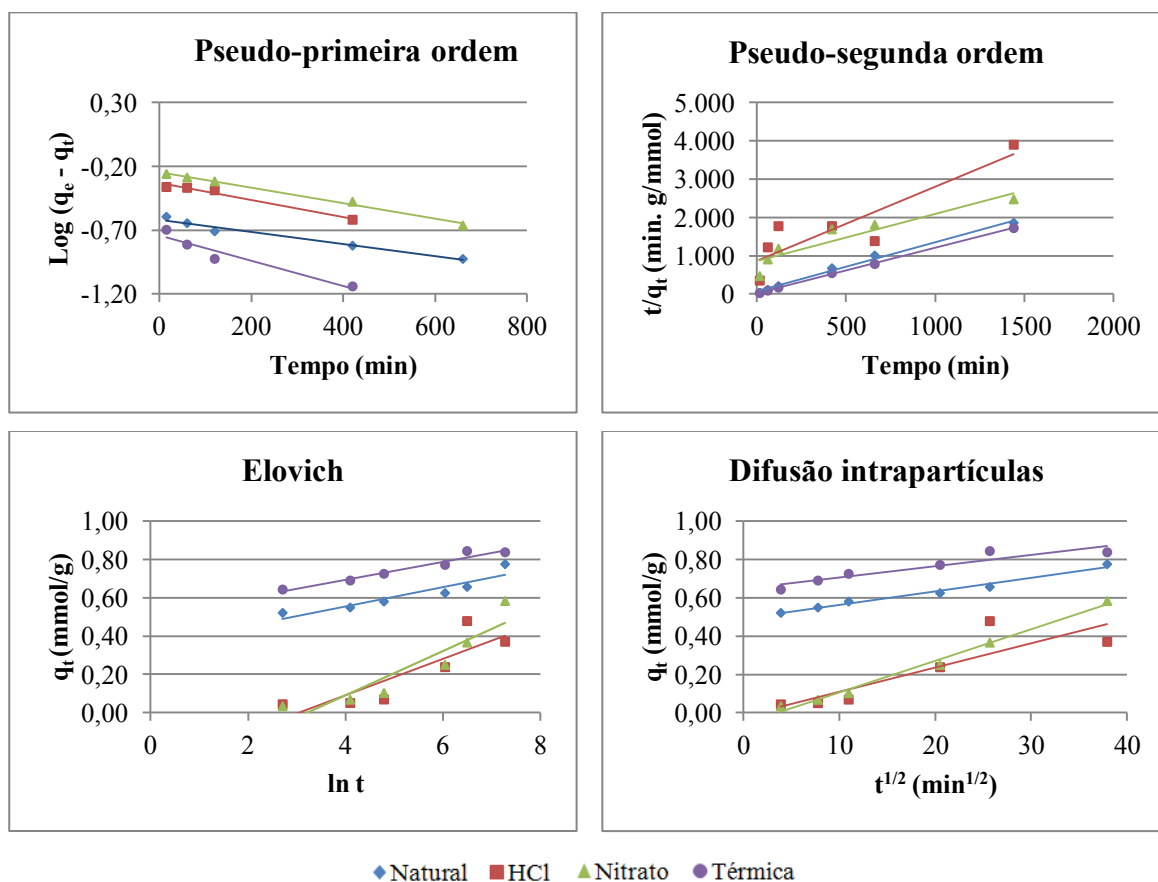 Pseudo-primeira ordem
0,30
-0,20
-0,70
-1,20
Log (qe - qt)
0 200 400 600 800
Tempo (min)
Pseudo-segunda ordem
5.000
4.000
3.000
2.000
1.000
0
t/qt (min. g/mmol)
0 500 1000 1500 2000
Tempo (min)
Elovich
1,00
0,80
0,60
0,40
0,20
0,00
qt (mmol/g)
0 2 4 6 8
ln t
Difusão intrapartículas
1,00
0,80
0,60
0,40
0,20
0,00
qt (mmol/g)
0 10 20 30 40
t1/2 (min1/2)
Natural HCl Nitrato Térmica